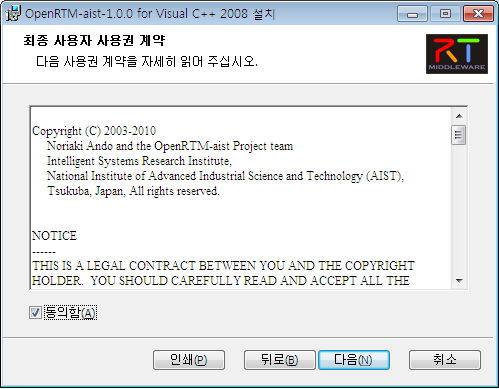 OpenRTM-aist-1.0.0 for Visual C++ 2008 설치
최종 사용자 사용권 계약
다음 사용권 계약을 자세히 읽어 주십시오.
RT
MIDDLEWARE
Copyright (C) 2003-2010
Noriaki Ando and the OpenRTM-aist Project team
Intelligent Systems Research Institute,
National Institute of Advanced Industrial Science and Technology (AIST),
Tsukuba, Japan, All rights reserved.
NOTICE
------
THIS IS A LEGAL CONTRACT BETWEEN YOU AND THE COPYRIGHT
HOLDER.  YOU SHOULD CAREFULLY READ AND ACCEPT ALL THE
동의함(A)
인쇄(P) 뒤로(B) 다음(N) 취소